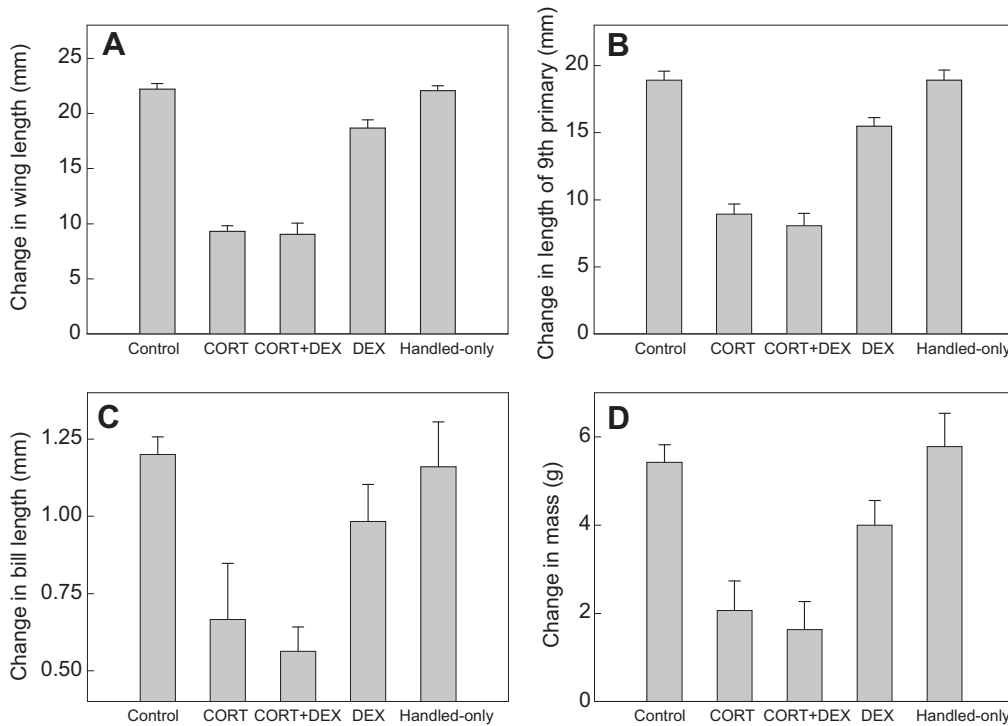 A
Change in wing length (mm)
25
20
15
10
5
0
Control CORT CORT+DEX DEX Handled-only
B
Change in length of 9th primary (mm)
20
15
10
5
0
Control CORT CORT+DEX DEX Handled-only
C
Change in bill length (mm)
1.25
1.00
0.75
0.50
Control CORT CORT+DEX DEX Handled-only
D
Change in mass (g)
6
4
2
0
Control CORT CORT+DEX DEX Handled-only